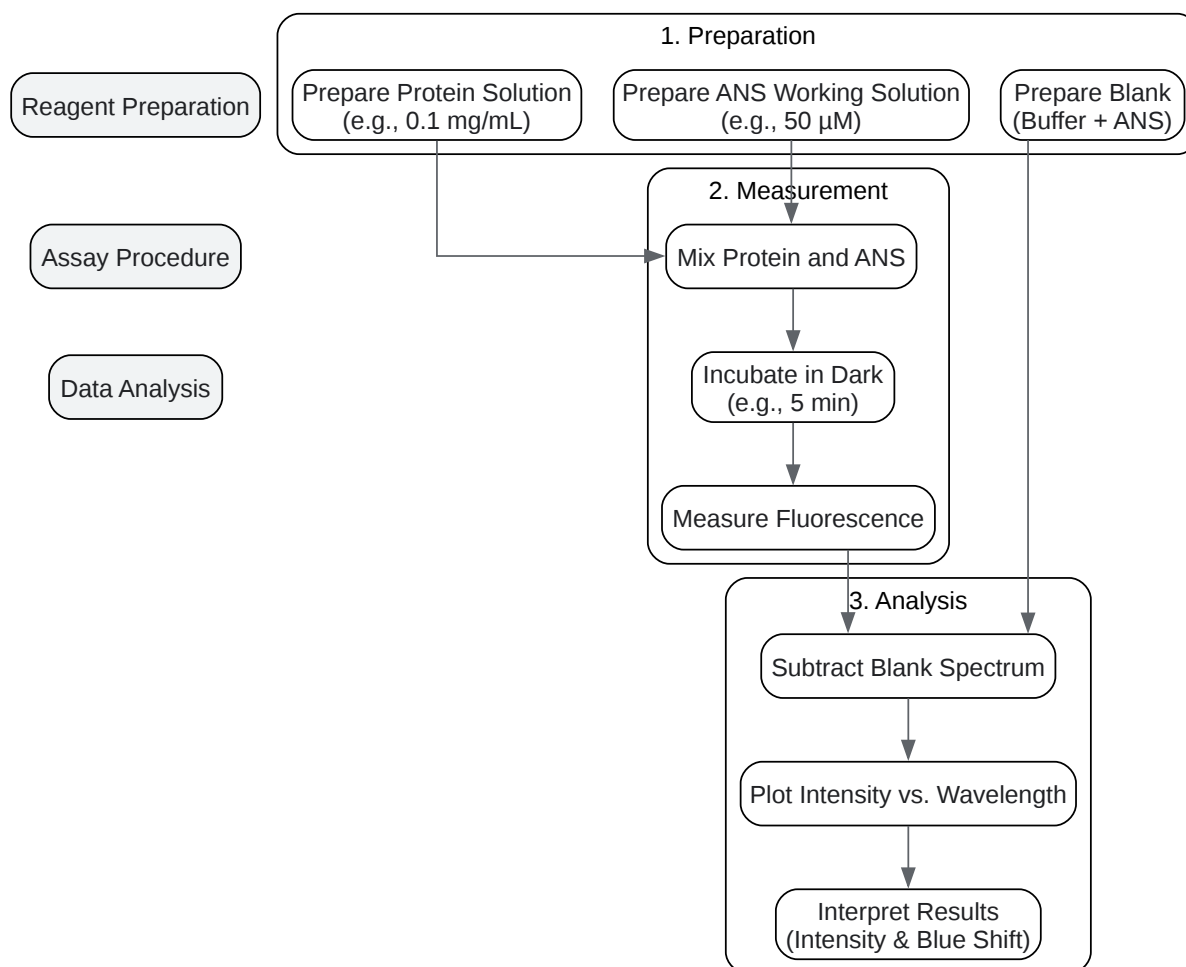 1. Preparation
Reagent Preparation
Prepare Protein Solution
(e.g., 0.1 mg/mL)
Prepare ANS Working Solution
(e.g., 50 µM)
Prepare Blank
(Buffer + ANS)
2. Measurement
Assay Procedure
Mix Protein and ANS
Data Analysis
Incubate in Dark
(e.g., 5 min)
Measure Fluorescence
3. Analysis
Subtract Blank Spectrum
Plot Intensity vs. Wavelength
Interpret Results
(Intensity & Blue Shift)